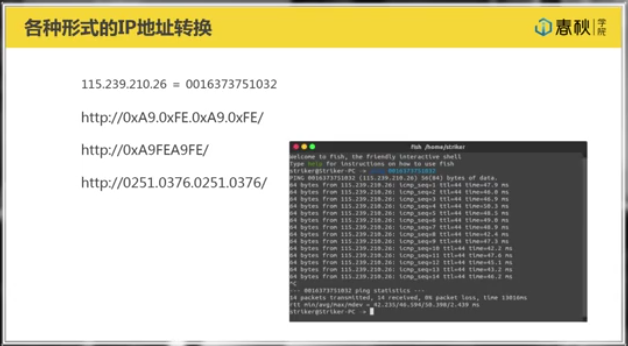 各种形式的IP地址转换
春秋学院
115.239.210.26 = 0016373751032
http://0xA9.0xFE.0xA9.0xFE/
http://0xA9FEA9FE/
http://0251.0376.0251.0376/
fish /home/striker
Welcome to fish, the friendly interactive shell
Type help for instructions on how to use fish
striker@Striker-PC ~> ping 0016373751032
PING 0016373751032 (115.239.210.26) 56(84) bytes of data.
64 bytes from 115.239.210.26: icmp_seq=1 ttl=44 time=47.9 ms
64 bytes from 115.239.210.26: icmp_seq=2 ttl=44 time=46.0 ms
64 bytes from 115.239.210.26: icmp_seq=3 ttl=44 time=46.9 ms
64 bytes from 115.239.210.26: icmp_seq=4 ttl=44 time=50.3 ms
64 bytes from 115.239.210.26: icmp_seq=5 ttl=44 time=48.5 ms
64 bytes from 115.239.210.26: icmp_seq=6 ttl=44 time=49.0 ms
64 bytes from 115.239.210.26: icmp_seq=7 ttl=44 time=48.9 ms
64 bytes from 115.239.210.26: icmp_seq=8 ttl=44 time=42.4 ms
64 bytes from 115.239.210.26: icmp_seq=9 ttl=44 time=47.3 ms
64 bytes from 115.239.210.26: icmp_seq=10 ttl=44 time=42.2 ms
64 bytes from 115.239.210.26: icmp_seq=11 ttl=44 time=47.6 ms
64 bytes from 115.239.210.26: icmp_seq=12 ttl=44 time=45.1 ms
64 bytes from 115.239.210.26: icmp_seq=13 ttl=44 time=43.2 ms
64 bytes from 115.239.210.26: icmp_seq=14 ttl=44 time=46.2 ms
^C
--- 0016373751032 ping statistics ---
14 packets transmitted, 14 received, 0% packet loss, time 13016ms
rtt min/avg/max/mdev = 42.235/46.594/50.390/2.439 ms
striker@Striker-PC ~>